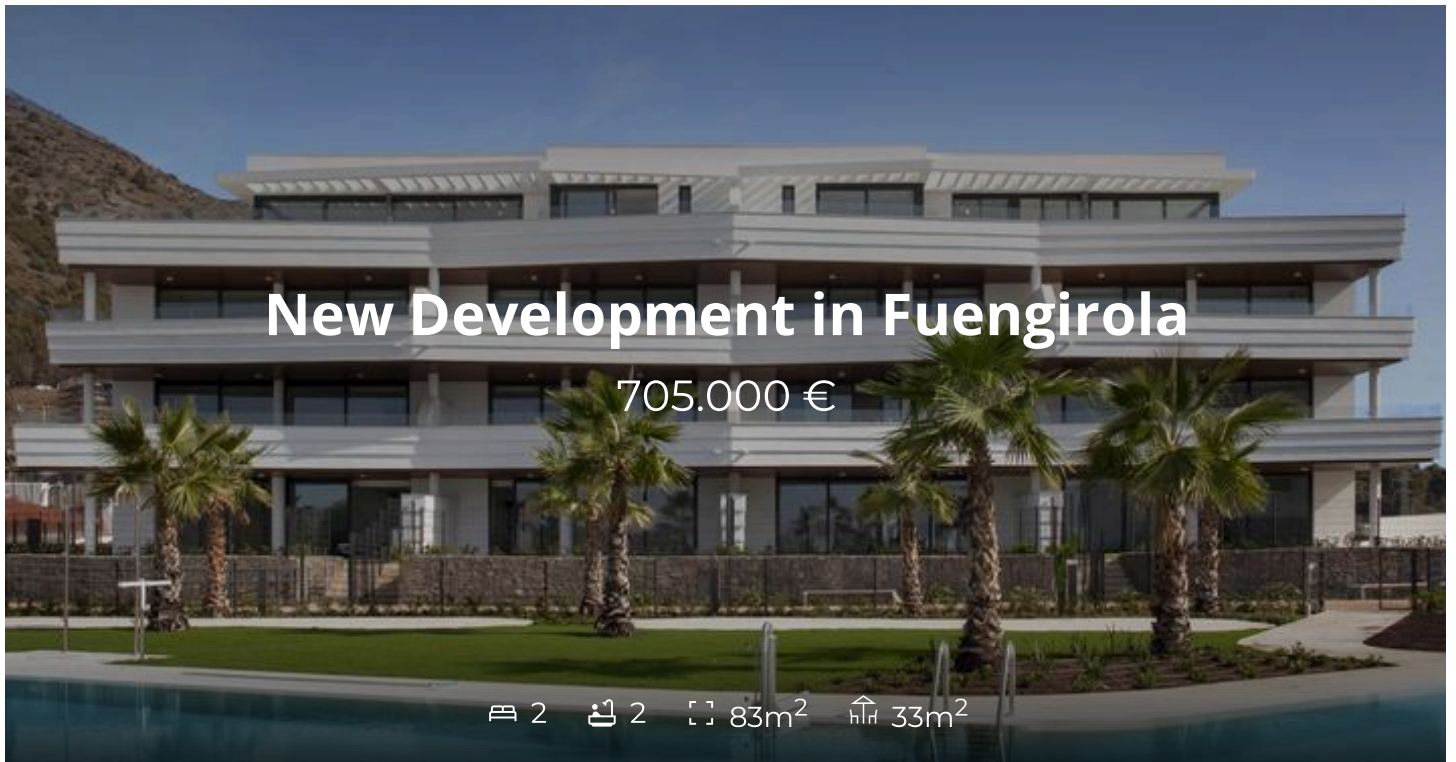 New Development in Fuengirola
705.000 €
2 2 83m² 33m²